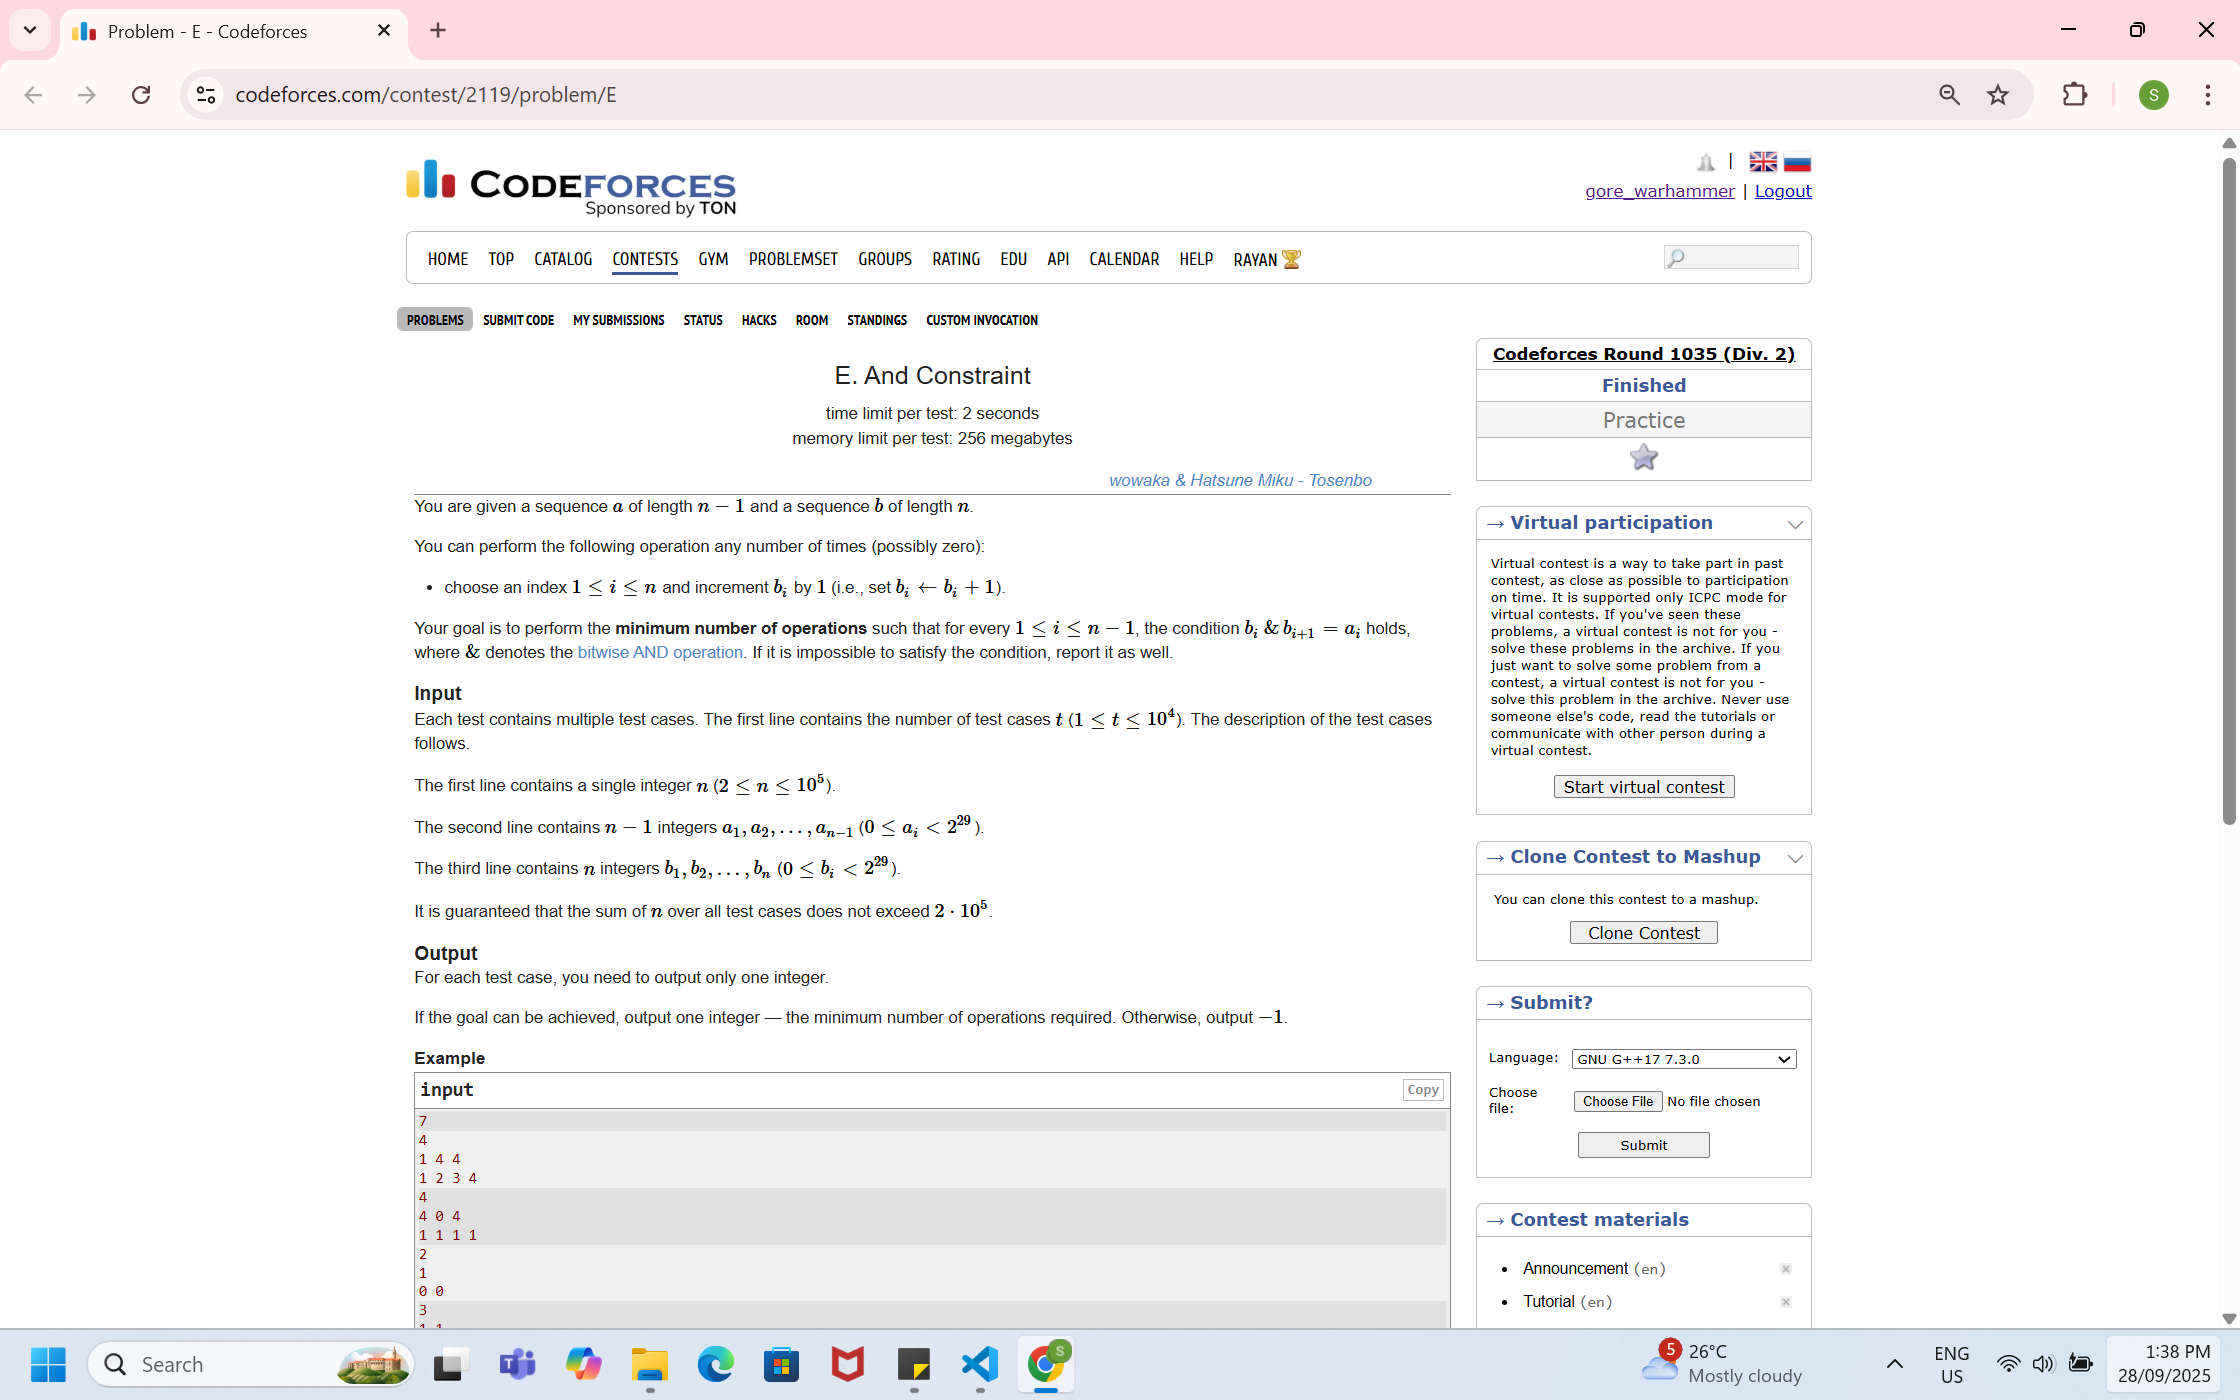 Problem - E - Codeforces
codeforces.com/contest/2119/problem/E
S
CODEFORCES
Sponsored by TON
|
gore_warhammer | Logout
HOME TOP CATALOG CONTESTS GYM PROBLEMSET GROUPS RATING EDU API CALENDAR HELP RAYAN
PROBLEMS SUBMIT CODE MY SUBMISSIONS STATUS HACKS ROOM STANDINGS CUSTOM INVOCATION
E. And Constraint
time limit per test: 2 seconds
memory limit per test: 256 megabytes
wowaka & Hatsune Miku - Tosenbo
You are given a sequence a of length n − 1 and a sequence b of length n.
You can perform the following operation any number of times (possibly zero):
• choose an index 1 ≤ i ≤ n and increment b_i by 1 (i.e., set b_i ← b_i + 1).
Your goal is to perform the minimum number of operations such that for every 1 ≤ i ≤ n − 1, the condition b_i & b_{i+1} = a_i holds,
where & denotes the bitwise AND operation. If it is impossible to satisfy the condition, report it as well.
Input
Each test contains multiple test cases. The first line contains the number of test cases t (1 ≤ t ≤ 10^4). The description of the test cases
follows.
The first line contains a single integer n (2 ≤ n ≤ 10^5).
The second line contains n − 1 integers a_1, a_2, . . . , a_{n−1} (0 ≤ a_i < 2^29 ).
The third line contains n integers b_1, b_2, . . . , b_n (0 ≤ b_i < 2^29 ).
It is guaranteed that the sum of n over all test cases does not exceed 2 · 10^5.
Output
For each test case, you need to output only one integer.
If the goal can be achieved, output one integer — the minimum number of operations required. Otherwise, output −1.
Example
input
Copy
7
4
1 4 4
1 2 3 4
4
4 0 4
1 1 1 1
2
1
0 0
3
Codeforces Round 1035 (Div. 2)
Finished
Practice
→ Virtual participation
Virtual contest is a way to take part in past
contest, as close as possible to participation
on time. It is supported only ICPC mode for
virtual contests. If you've seen these
problems, a virtual contest is not for you -
solve these problems in the archive. If you
just want to solve some problem from a
contest, a virtual contest is not for you -
solve this problem in the archive. Never use
someone else's code, read the tutorials or
communicate with other person during a
virtual contest.
Start virtual contest
→ Clone Contest to Mashup
You can clone this contest to a mashup.
Clone Contest
→ Submit?
Language: GNU G++17 7.3.0
Choose
file:
Choose File No file chosen
Submit
→ Contest materials
• Announcement (en)
• Tutorial (en)
Search
S
5
26°C
Mostly cloudy
ENG
US
1:38 PM
28/09/2025